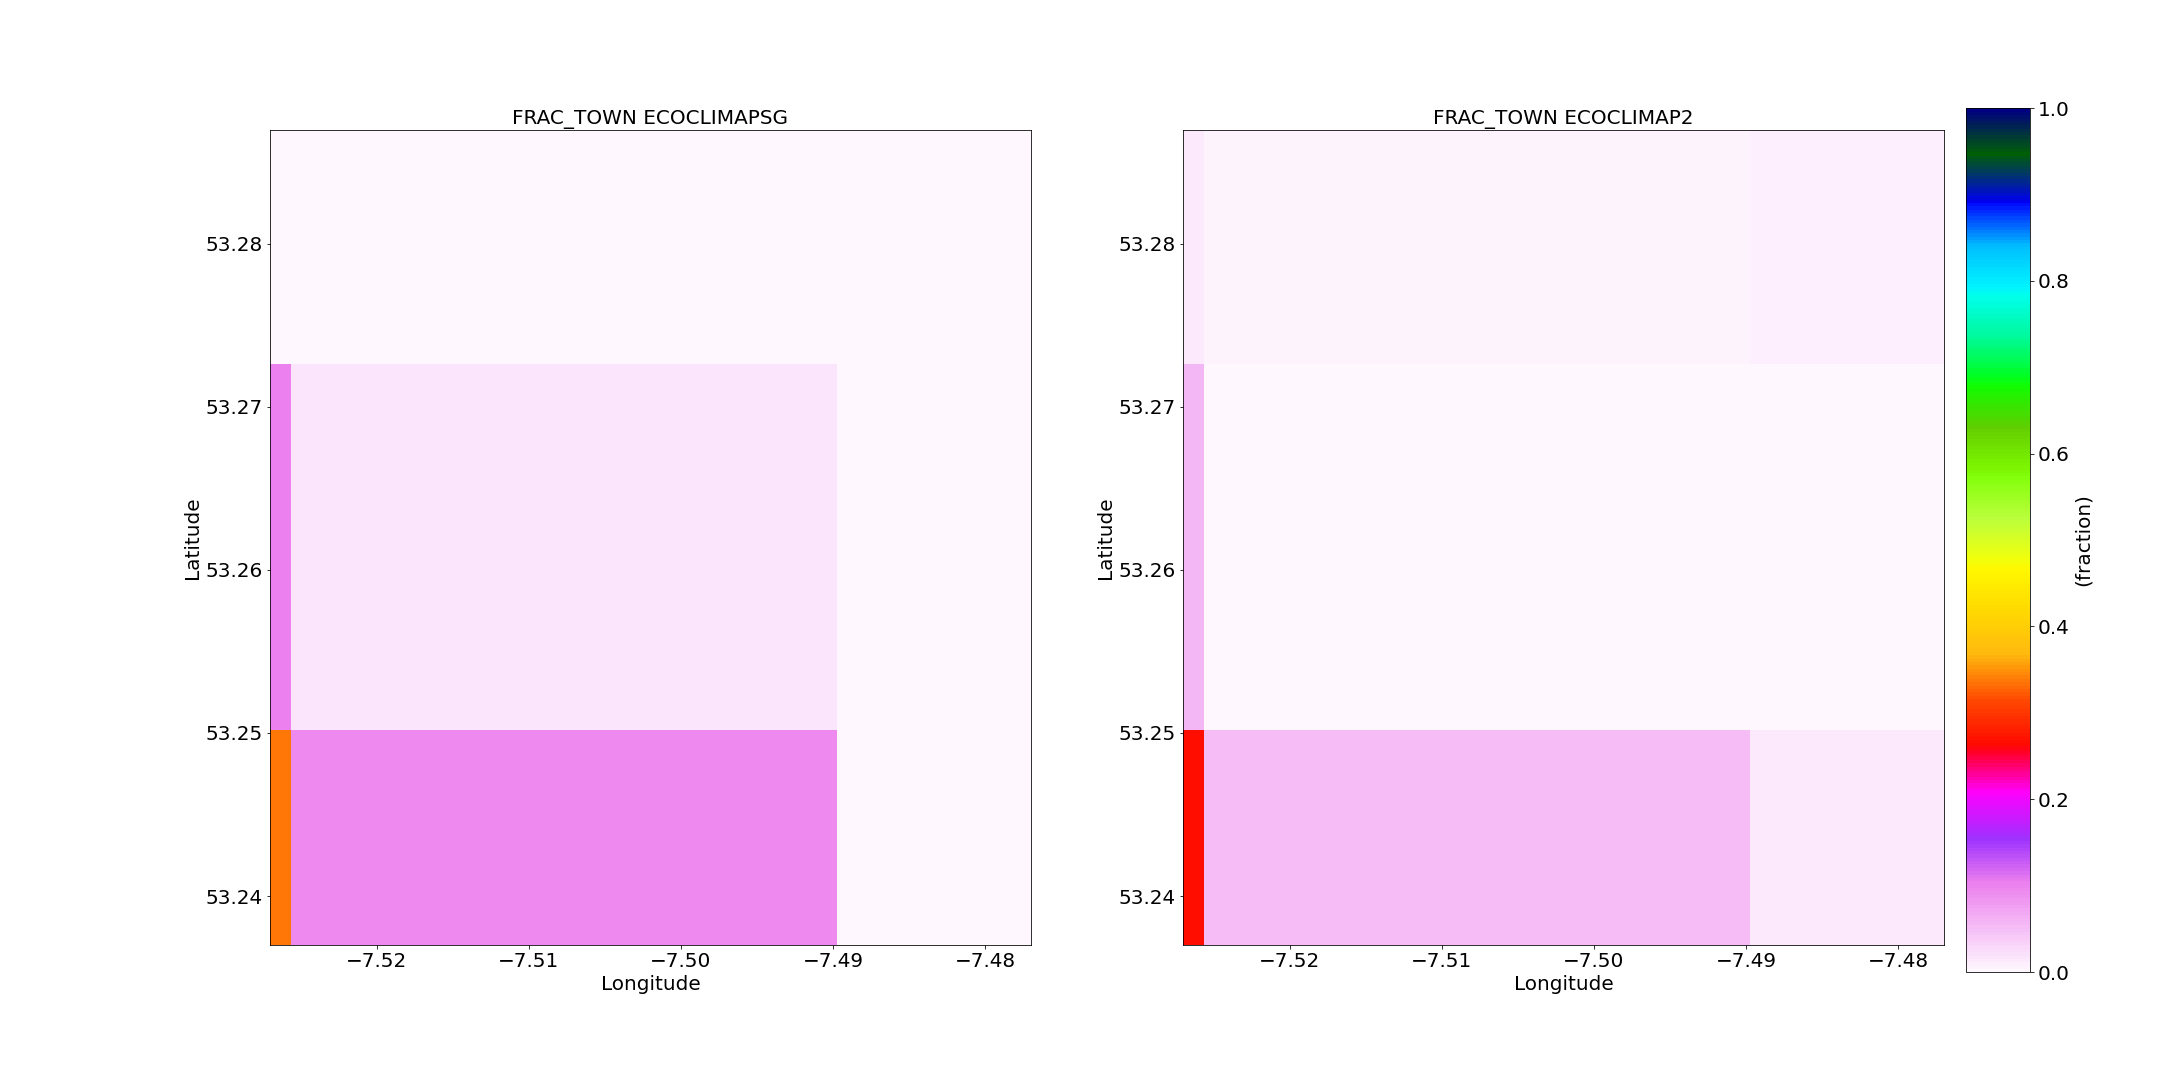 FRAC_TOWN ECOCLIMAPSG
53.28
53.27
53.26
53.25
53.24
Latitude
−7.52 −7.51 −7.50 −7.49 −7.48
Longitude
FRAC_TOWN ECOCLIMAP2
53.28
53.27
53.26
53.25
53.24
Latitude
−7.52 −7.51 −7.50 −7.49 −7.48
Longitude
1.0
0.8
0.6
0.4
0.2
0.0
(fraction)